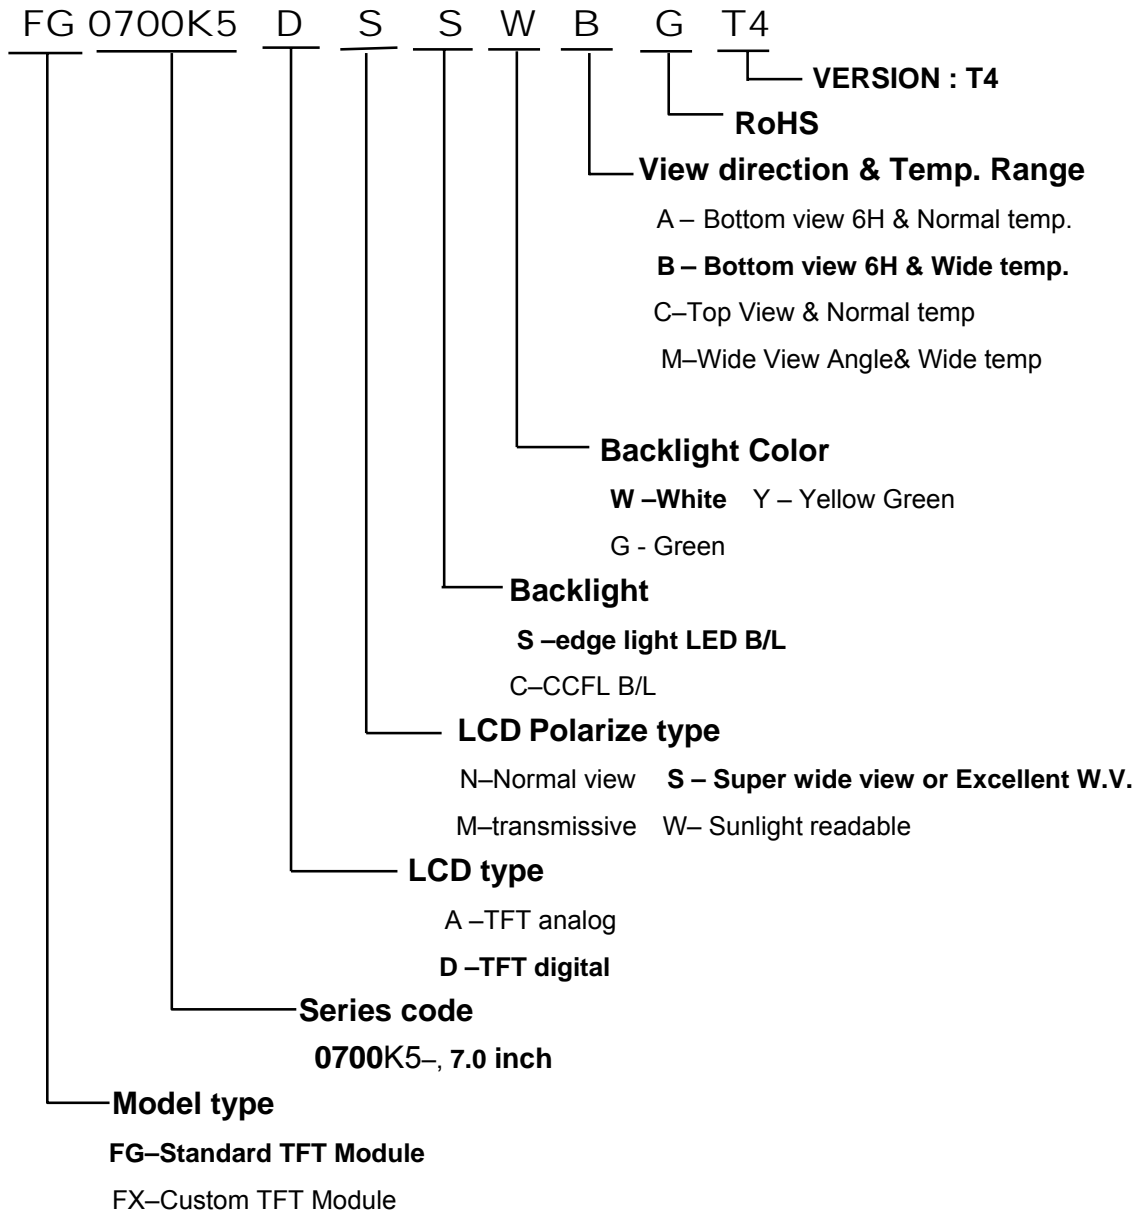 FG 0700K5 D S S W B G T4
VERSION : T4
RoHS
View direction & Temp. Range
A – Bottom view 6H & Normal temp.
B – Bottom view 6H & Wide temp.
C–Top View & Normal temp
M–Wide View Angle& Wide temp
Backlight Color
W –White Y – Yellow Green
G - Green
Backlight
S –edge light LED B/L
C–CCFL B/L
LCD Polarize type
N–Normal view S – Super wide view or Excellent W.V.
M–transmissive W– Sunlight readable
LCD type
A –TFT analog
D –TFT digital
Series code
0700K5–, 7.0 inch
Model type
FG–Standard TFT Module
FX–Custom TFT Module